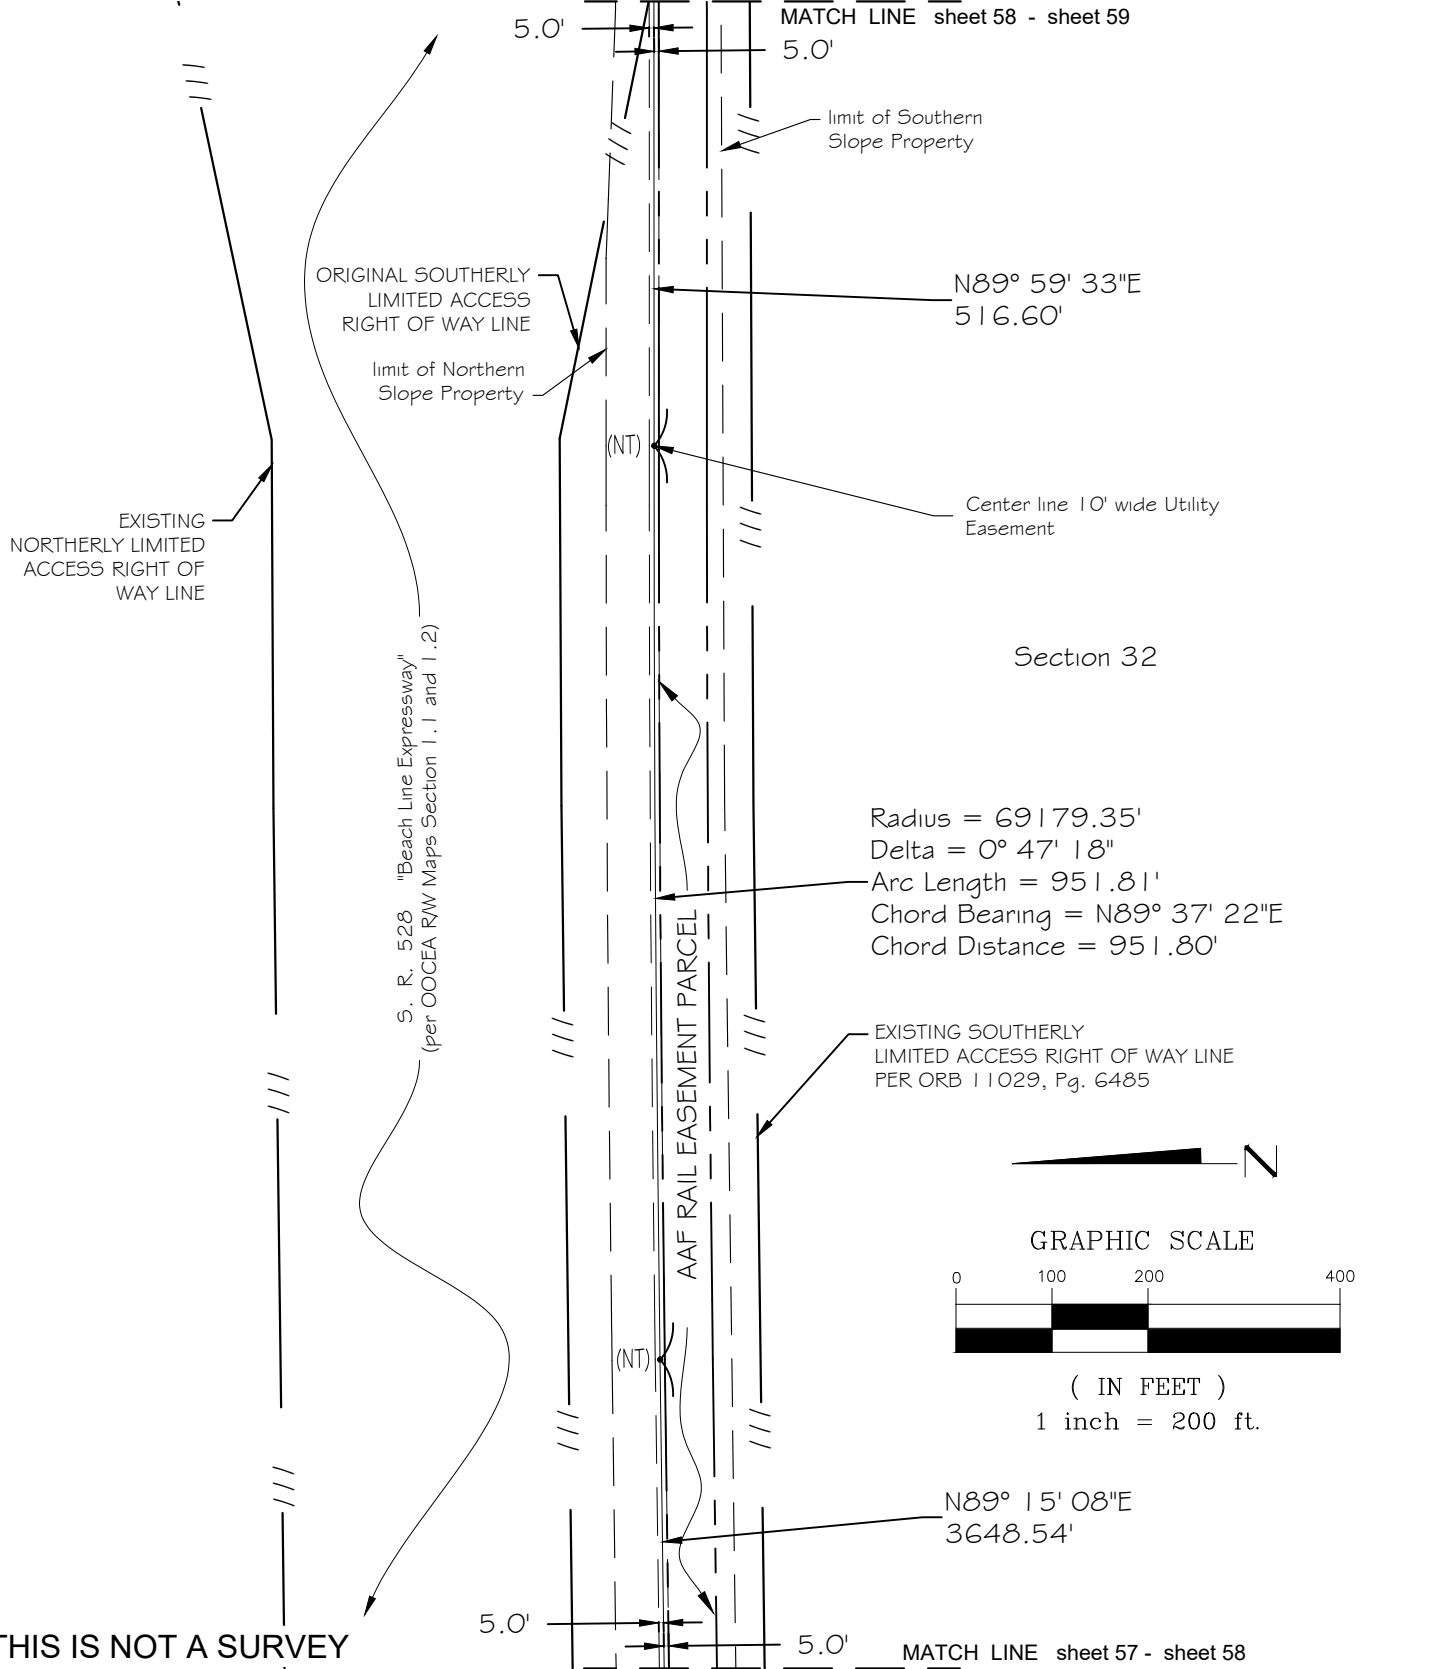 MATCH LINE sheet 58 - sheet 59
5.0'
5.0'
limit of Southern
Slope Property
ORIGINAL SOUTHERLY
LIMITED ACCESS
RIGHT OF WAY LINE
N89° 59' 33"E
516.60'
limit of Northern
Slope Property
(NT)
Center line 10' wide Utility
Easement
EXISTING
NORTHERLY LIMITED
ACCESS RIGHT OF
WAY LINE
Section 32
S. R. 528 "Beach Line Expressway"
(per OOCEA R/W Maps Section 1.1 and 1.2)
Radius = 69179.35'
Delta = 0° 47' 18"
Arc Length = 951.81'
Chord Bearing = N89° 37' 22"E
Chord Distance = 951.80'
AAF RAIL EASEMENT PARCEL
EXISTING SOUTHERLY
LIMITED ACCESS RIGHT OF WAY LINE
PER ORB 11029, Pg. 6485
N
GRAPHIC SCALE
0 100 200 400
( IN FEET )
1 inch = 200 ft.
(NT)
N89° 15' 08"E
3648.54'
5.0'
5.0'
THIS IS NOT A SURVEY
MATCH LINE sheet 57 - sheet 58